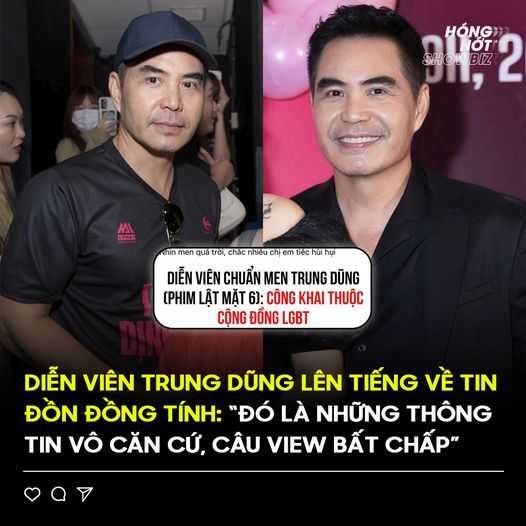 HÓNG
HỚT
SHOWBIZ
ON, 2
Nhìn men quá trời, chắc nhiều chị em tiếc hùi hụi
DIỄN VIÊN CHUẨN MEN TRUNG DŨNG
(PHIM LẬT MẶT 6): CÔNG KHAI THUỘC
CỘNG ĐỒNG LGBT
DIỄN VIÊN TRUNG DŨNG LÊN TIẾNG VỀ TIN
ĐỒN ĐỒNG TÍNH: “ĐÓ LÀ NHỮNG THÔNG
TIN VÔ CĂN CỨ, CÂU VIEW BẤT CHẤP”